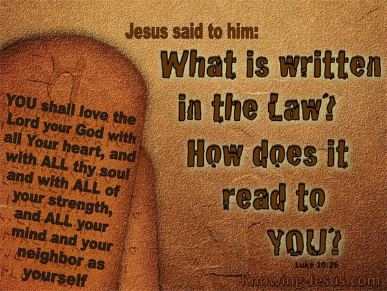 Jesus said to him:
What is written
in the Law?
How does it
read to
YOU?
Luke 10:26
YOU shall love the
Lord your God with
all Your heart, and
with ALL thy soul
and with ALL of
your strength,
and ALL your
mind and your
neighbor as
yourself
Knowing-Jesus.com